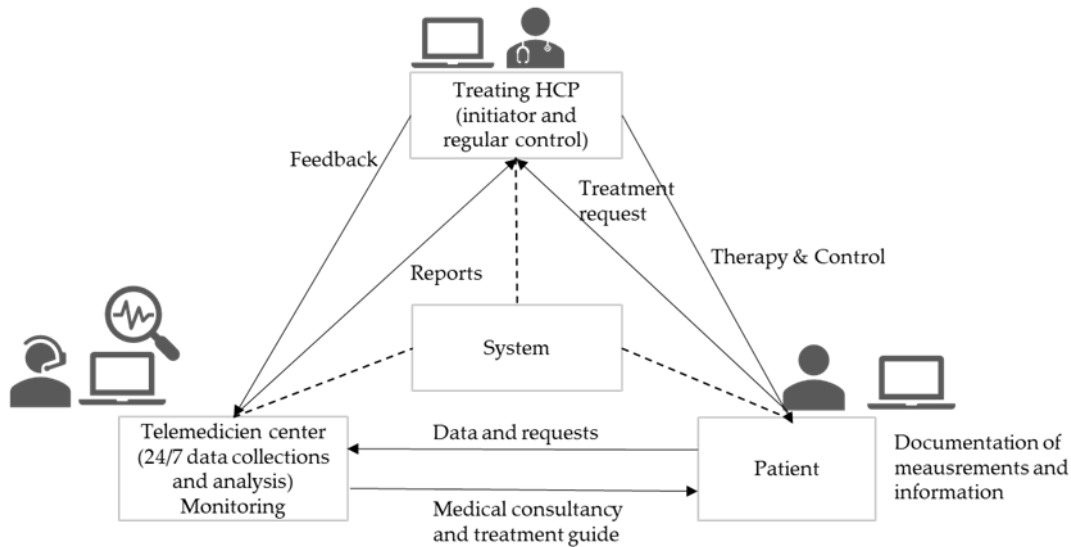 Treating HCP
(initiator and
regular control)
Feedback
Treatment
request
Therapy & Control
Reports
System
Telemedicien center
(24/7 data collections
and analysis)
Monitoring
Data and requests
Medical consultancy
and treatment guide
Patient
Documentation of
meausrements and
information